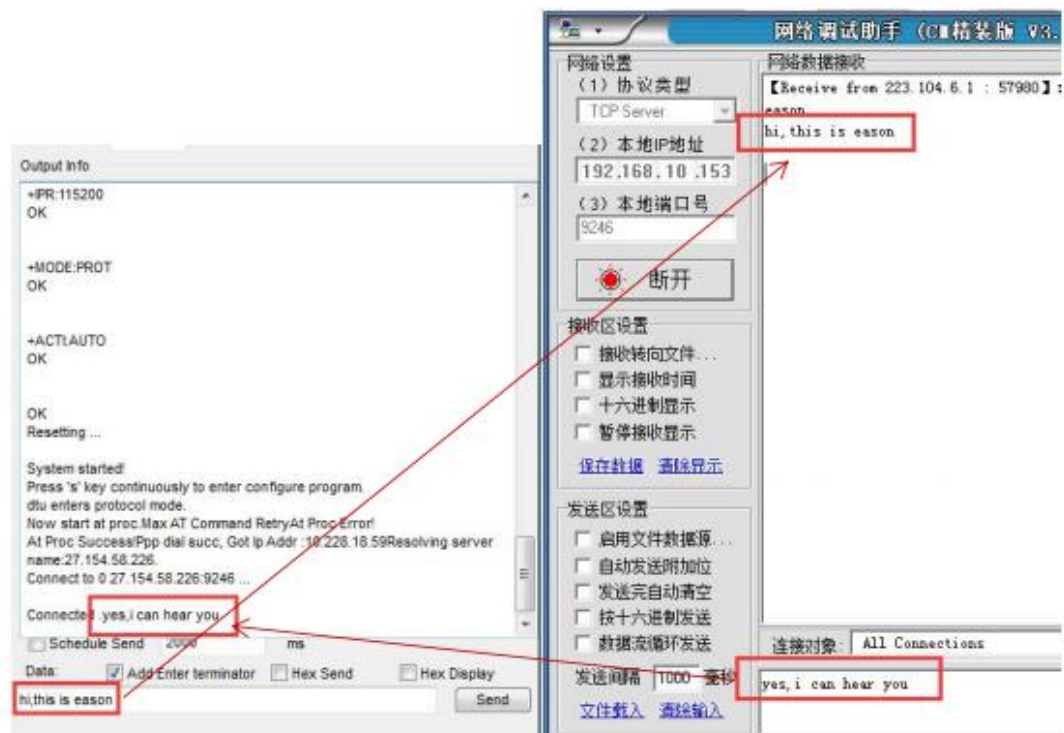 Output Info
+IPR:115200
OK
+MODE:PROT
OK
+ACTI:AUTO
OK
OK
Resetting ...
System started!
Press 's' key continuously to enter configure program.
dtu enters protocol mode.
Now start at proc.Max AT Command RetryAt Proc Error!
At Proc Success!Ppp dial succ, Got Ip Addr :10.228.18.59Resolving server
name:27.154.58.226.
Connect to 0 27.154.58.226:9246 ...
Connected .yes,i can hear you
Schedule Send 2000 ms
Data: Add Enter terminator Hex Send Hex Display
hi,this is eason Send
网络调试助手 (CM精装版 V3.
网络设置
(1) 协议类型
TCP Server
(2) 本地IP地址
192.168.10.153
(3) 本地端口号
9246
断开
接收区设置
接收转向文件...
显示接收时间
十六进制显示
暂停接收显示
保存数据 清除显示
发送区设置
启用文件数据源...
自动发送附加位
发送完自动清空
按十六进制发送
数据流循环发送
发送间隔 1000 毫秒
文件载入 清除输入
网络数据接收
【Receive from 223.104.6.1 : 57980】:
eason
hi,this is eason
连接对象: All Connections
yes,i can hear you